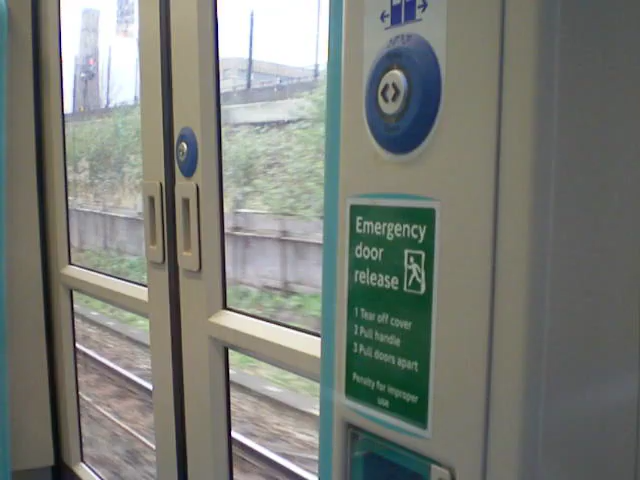 Emergency
door
release
1 Tear off cover
2 Pull handle
3 Pull doors apart
Penalty for improper
use